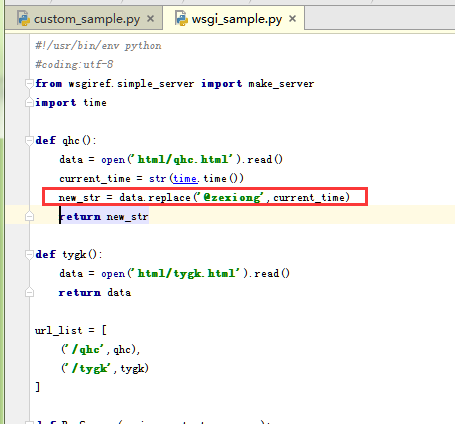 custom_sample.py × wsgi_sample.py ×
#!/usr/bin/env python
#coding:utf-8
from wsgiref.simple_server import make_server
import time
def qhc():
    data = open('html/qhc.html').read()
    current_time = str(time.time())
    new_str = data.replace('@zexiong',current_time)
    return new_str
def tygk():
    data = open('html/tygk.html').read()
    return data
url_list = [
    ('/qhc',qhc),
    ('/tygk',tygk)
]